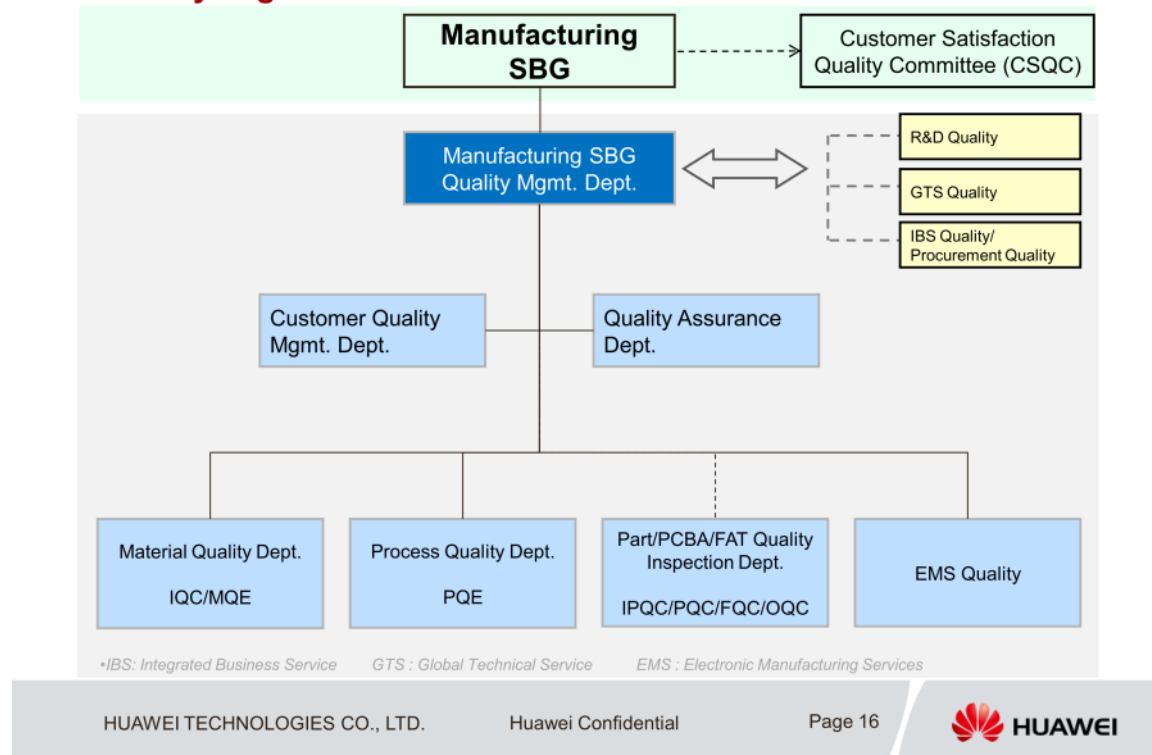 Manufacturing
SBG
Customer Satisfaction
Quality Committee (CSQC)
Manufacturing SBG
Quality Mgmt. Dept.
R&D Quality
GTS Quality
IBS Quality/
Procurement Quality
Customer Quality
Mgmt. Dept.
Quality Assurance
Dept.
Material Quality Dept.
IQC/MQE
Process Quality Dept.
PQE
Part/PCBA/FAT Quality
Inspection Dept.
IPQC/PQC/FQC/OQC
EMS Quality
•IBS: Integrated Business Service GTS : Global Technical Service EMS : Electronic Manufacturing Services
HUAWEI TECHNOLOGIES CO., LTD. Huawei Confidential Page 16 HUAWEI